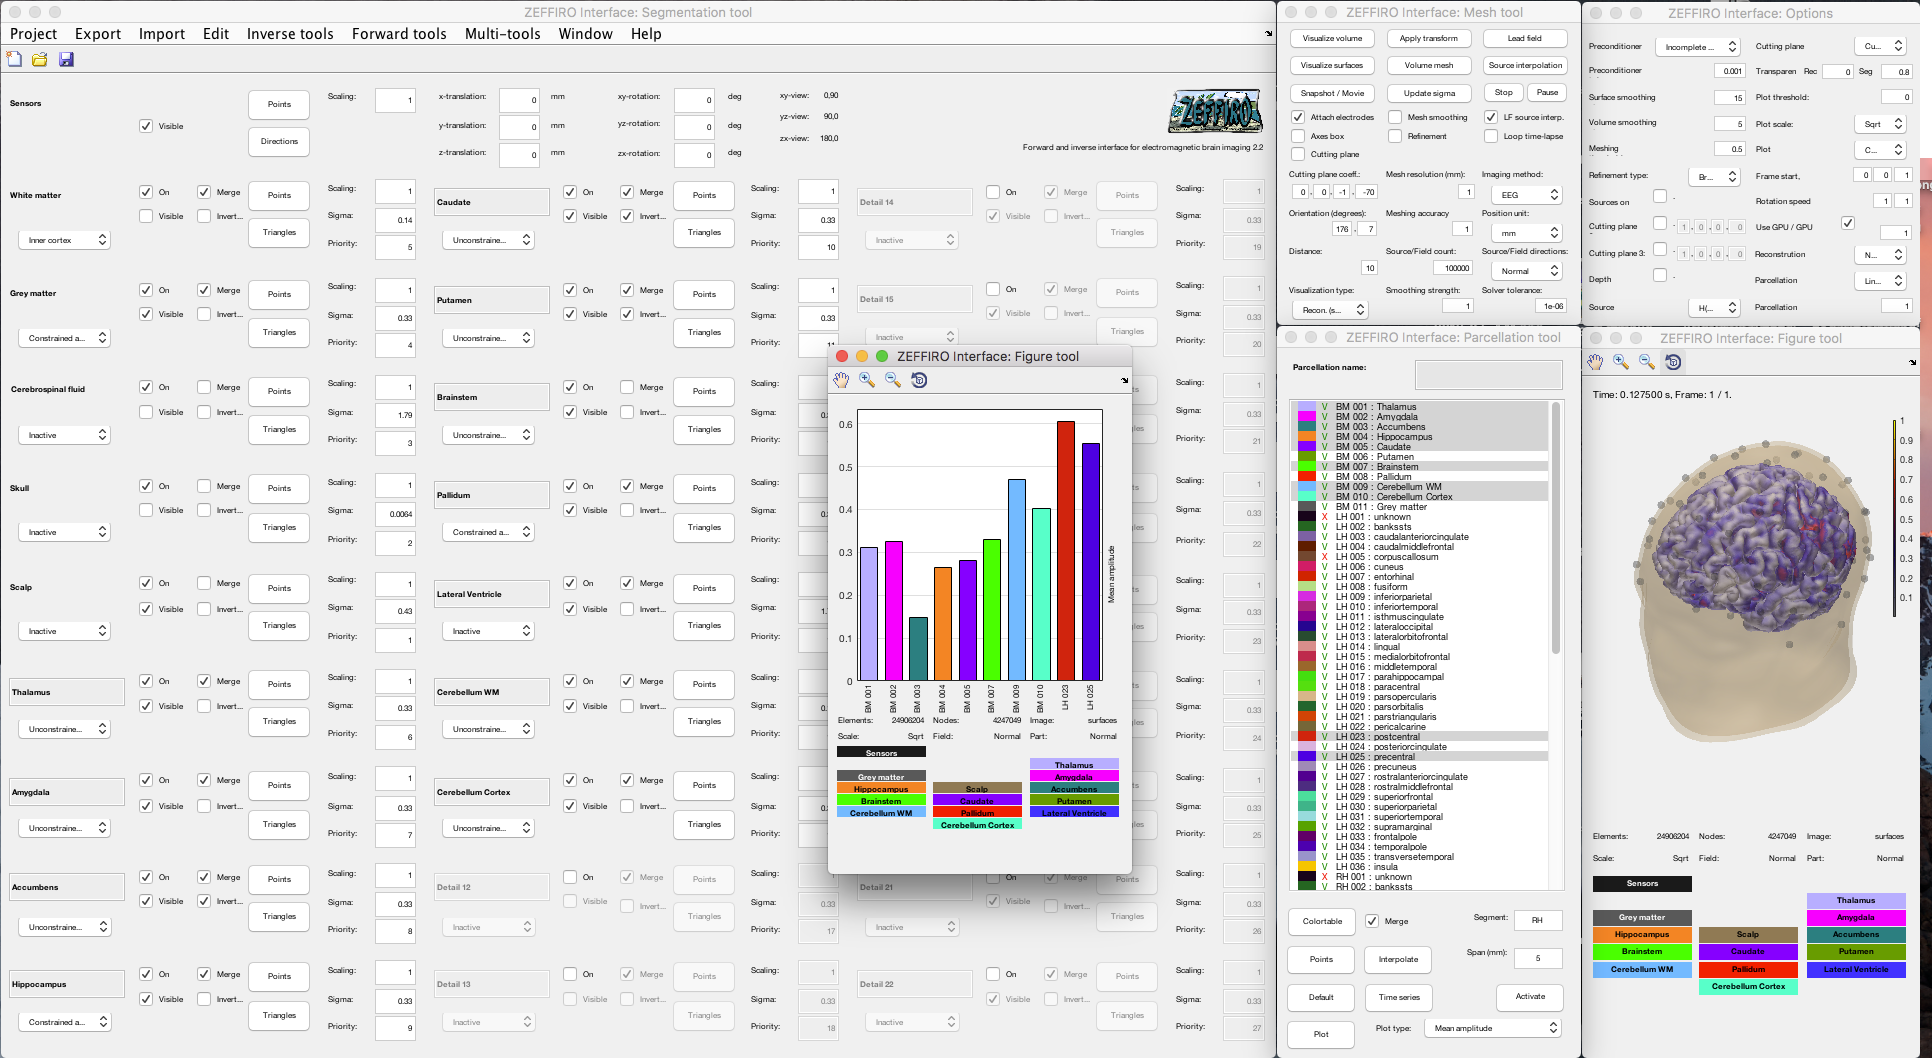 ZEFFIRO Interface: Segmentation tool
Project Export Import Edit Inverse tools Forward tools Multi-tools Window Help
Sensors
Visible
Points
Directions
Scaling: 1
x-translation: 0 mm
y-translation: 0 mm
z-translation: 0 mm
xy-rotation: 0 deg
yz-rotation: 0 deg
zx-rotation: 0 deg
xy-view: 0,90
yz-view: 90,0
zx-view: 180,0
ZEFFIRO
Forward and inverse interface for electromagnetic brain imaging 2.2
White matter On Merge Points Scaling: 1
Visible Invert... Sigma: 0.14
Inner cortex Triangles Priority: 5
Grey matter On Merge Points Scaling: 1
Visible Invert... Sigma: 0.33
Constrained a... Triangles Priority: 4
Cerebrospinal fluid On Merge Points Scaling: 1
Visible Invert... Sigma: 1.79
Inactive Triangles Priority: 3
Skull On Merge Points Scaling: 1
Visible Invert... Sigma: 0.0064
Inactive Triangles Priority: 2
Scalp On Merge Points Scaling: 1
Visible Invert... Sigma: 0.43
Inactive Triangles Priority: 1
Thalamus On Merge Points Scaling: 1
Visible Invert... Sigma: 0.33
Unconstraine... Triangles Priority: 6
Amygdala On Merge Points Scaling: 1
Visible Invert... Sigma: 0.33
Unconstraine... Triangles Priority: 7
Accumbens On Merge Points Scaling: 1
Visible Invert... Sigma: 0.33
Unconstraine... Triangles Priority: 8
Hippocampus On Merge Points Scaling: 1
Visible Invert... Sigma: 0.33
Constrained a... Triangles Priority: 9
Caudate On Merge Points Scaling: 1
Visible Invert... Sigma: 0.33
Unconstraine... Triangles Priority: 10
Putamen On Merge Points Scaling: 1
Visible Invert... Sigma: 0.33
Unconstraine... Triangles Priority:
Brainstem On Merge Points Scaling:
Visible Invert... Sigma:
Unconstraine... Triangles Priority:
Pallidum On Merge Points Scaling:
Visible Invert... Sigma:
Constrained a... Triangles Priority:
Lateral Ventricle On Merge Points Scaling:
Visible Invert... Sigma:
Inactive Triangles Priority:
Cerebellum WM On Merge Points Scaling:
Visible Invert... Sigma:
Unconstraine... Triangles Priority:
Cerebellum Cortex On Merge Points Scaling:
Visible Invert... Sigma:
Unconstraine... Triangles Priority:
Detail 12 On Merge Points Scaling: 1
Visible Invert... Sigma: 0.33
Inactive Triangles Priority: 17
Detail 13 On Merge Points Scaling: 1
Visible Invert... Sigma: 0.33
Inactive Triangles Priority: 18
Detail 14 On Merge Points Scaling: 1
Visible Invert... Sigma: 0.33
Inactive Triangles Priority: 19
Detail 15 On Merge Points Scaling: 1
Visible Invert... Sigma: 0.33
Inactive Triangles Priority: 20
Scaling: 1
Sigma: 0.33
Priority: 21
Scaling: 1
Sigma: 0.33
Priority: 22
Scaling: 1
Sigma: 0.33
Priority: 23
Scaling: 1
Sigma: 0.33
Priority: 24
Scaling: 1
Sigma: 0.33
Priority: 25
Detail 21 On Merge Points Scaling: 1
Visible Invert... Sigma: 0.33
Inactive Triangles Priority: 26
Detail 22 On Merge Points Scaling: 1
Visible Invert... Sigma: 0.33
Inactive Triangles Priority: 27
ZEFFIRO Interface: Figure tool
0.6
0.5
0.4
0.3
0.2
0.1
0
Mean amplitude
BM 001 BM 002 BM 003 BM 004 BM 005 BM 007 BM 009 BM 010 LH 023 LH 025
Elements: 24906204 Nodes: 4247049 Image: surfaces
Scale: Sqrt Field: Normal Part: Normal
Sensors
Thalamus
Grey matter Amygdala
Hippocampus Scalp Accumbens
Brainstem Caudate Putamen
Cerebellum WM Pallidum Lateral Ventricle
Cerebellum Cortex
ZEFFIRO Interface: Mesh tool
Visualize volume Apply transform Lead field
Visualize surfaces Volume mesh Source interpolation
Snapshot / Movie Update sigma Stop Pause
Attach electrodes Mesh smoothing LF source interp.
Axes box Refinement Loop time-lapse
Cutting plane
Cutting plane coeff.: Mesh resolution (mm): Imaging method:
0 , 0 , -1 , -70 1 EEG
Orientation (degrees): Meshing accuracy Position unit:
176 , 7 1 mm
Distance: Source/Field count: Source/Field directions:
10 100000 Normal
Visualization type: Smoothing strength: Solver tolerance:
Recon. (s... 1 1e-06
ZEFFIRO Interface: Options
Preconditioner Incomplete ... Cutting plane Cu...
Preconditioner 0.001 Transparen Rec 0 Seg 0.8
Surface smoothing 15 Plot threshold: 0
Volume smoothing 5 Plot scale: Sqrt
Meshing 0.5 Plot C...
Refinement type: Br... Frame start, 0 0 1
Sources on - Rotation speed 1 1
Cutting plane - 1 , 0 , 0 , 0 Use GPU / GPU 1
Cutting plane 3: - 1 , 0 , 0 , 0 Reconstrution N...
Depth - Parcellation Lin...
Source H(... Parcellation 1
ZEFFIRO Interface: Parcellation tool
Parcellation name:
V BM 001 : Thalamus
V BM 002 : Amygdala
V BM 003 : Accumbens
V BM 004 : Hippocampus
V BM 005 : Caudate
V BM 006 : Putamen
V BM 007 : Brainstem
V BM 008 : Pallidum
V BM 009 : Cerebellum WM
V BM 010 : Cerebellum Cortex
V BM 011 : Grey matter
X LH 001 : unknown
V LH 002 : bankssts
V LH 003 : caudalanteriorcingulate
V LH 004 : caudalmiddlefrontal
X LH 005 : corpuscallosum
V LH 006 : cuneus
V LH 007 : entorhinal
V LH 008 : fusiform
V LH 009 : inferiorparietal
V LH 010 : inferiortemporal
V LH 011 : isthmuscingulate
V LH 012 : lateraloccipital
V LH 013 : lateralorbitofrontal
V LH 014 : lingual
V LH 015 : medialorbitofrontal
V LH 016 : middletemporal
V LH 017 : parahippocampal
V LH 018 : paracentral
V LH 019 : parsopercularis
V LH 020 : parsorbitalis
V LH 021 : parstriangularis
V LH 022 : pericalcarine
V LH 023 : postcentral
V LH 024 : posteriorcingulate
V LH 025 : precentral
V LH 026 : precuneus
V LH 027 : rostralanteriorcingulate
V LH 028 : rostralmiddlefrontal
V LH 029 : superiorfrontal
V LH 030 : superiorparietal
V LH 031 : superiortemporal
V LH 032 : supramarginal
V LH 033 : frontalpole
V LH 034 : temporalpole
V LH 035 : transversetemporal
V LH 036 : insula
X RH 001 : unknown
V RH 002 : bankssts
Colortable Merge Segment: RH
Points Interpolate Span (mm): 5
Default Time series Activate
Plot Plot type: Mean amplitude
ZEFFIRO Interface: Figure tool
Time: 0.127500 s, Frame: 1 / 1.
1
0.9
0.8
0.7
0.6
0.5
0.4
0.3
0.2
0.1
Elements: 24906204 Nodes: 4247049 Image: surfaces
Scale: Sqrt Field: Normal Part: Normal
Sensors
Thalamus
Grey matter Amygdala
Hippocampus Scalp Accumbens
Brainstem Caudate Putamen
Cerebellum WM Pallidum Lateral Ventricle
Cerebellum Cortex